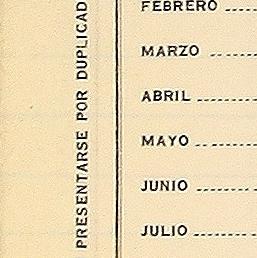 PRESENTARSE POR DUPLICAD
FEBRERO
MARZO
ABRIL
MAYO
JUNIO
JULIO